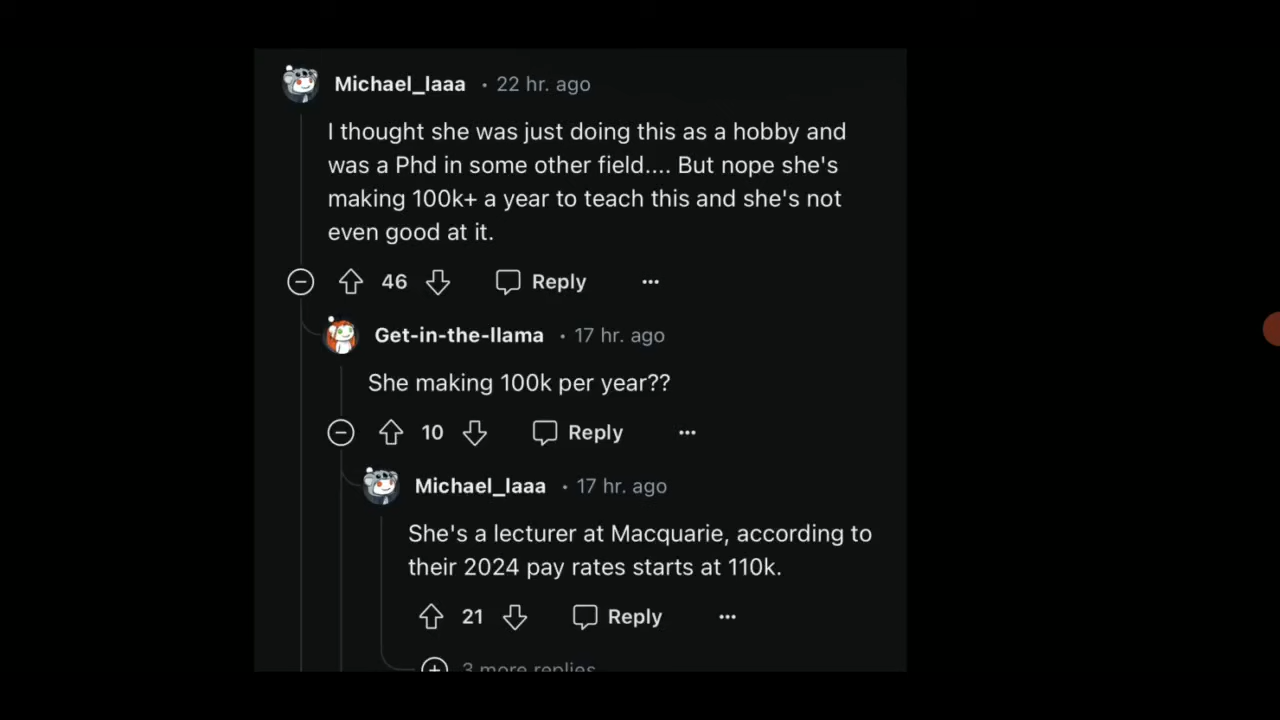 Michael_laaa • 22 hr. ago
I thought she was just doing this as a hobby and
was a Phd in some other field.... But nope she's
making 100k+ a year to teach this and she's not
even good at it.
46 Reply ...
Get-in-the-llama • 17 hr. ago
She making 100k per year??
10 Reply ...
Michael_laaa • 17 hr. ago
She's a lecturer at Macquarie, according to
their 2024 pay rates starts at 110k.
21 Reply ...
3 more replies